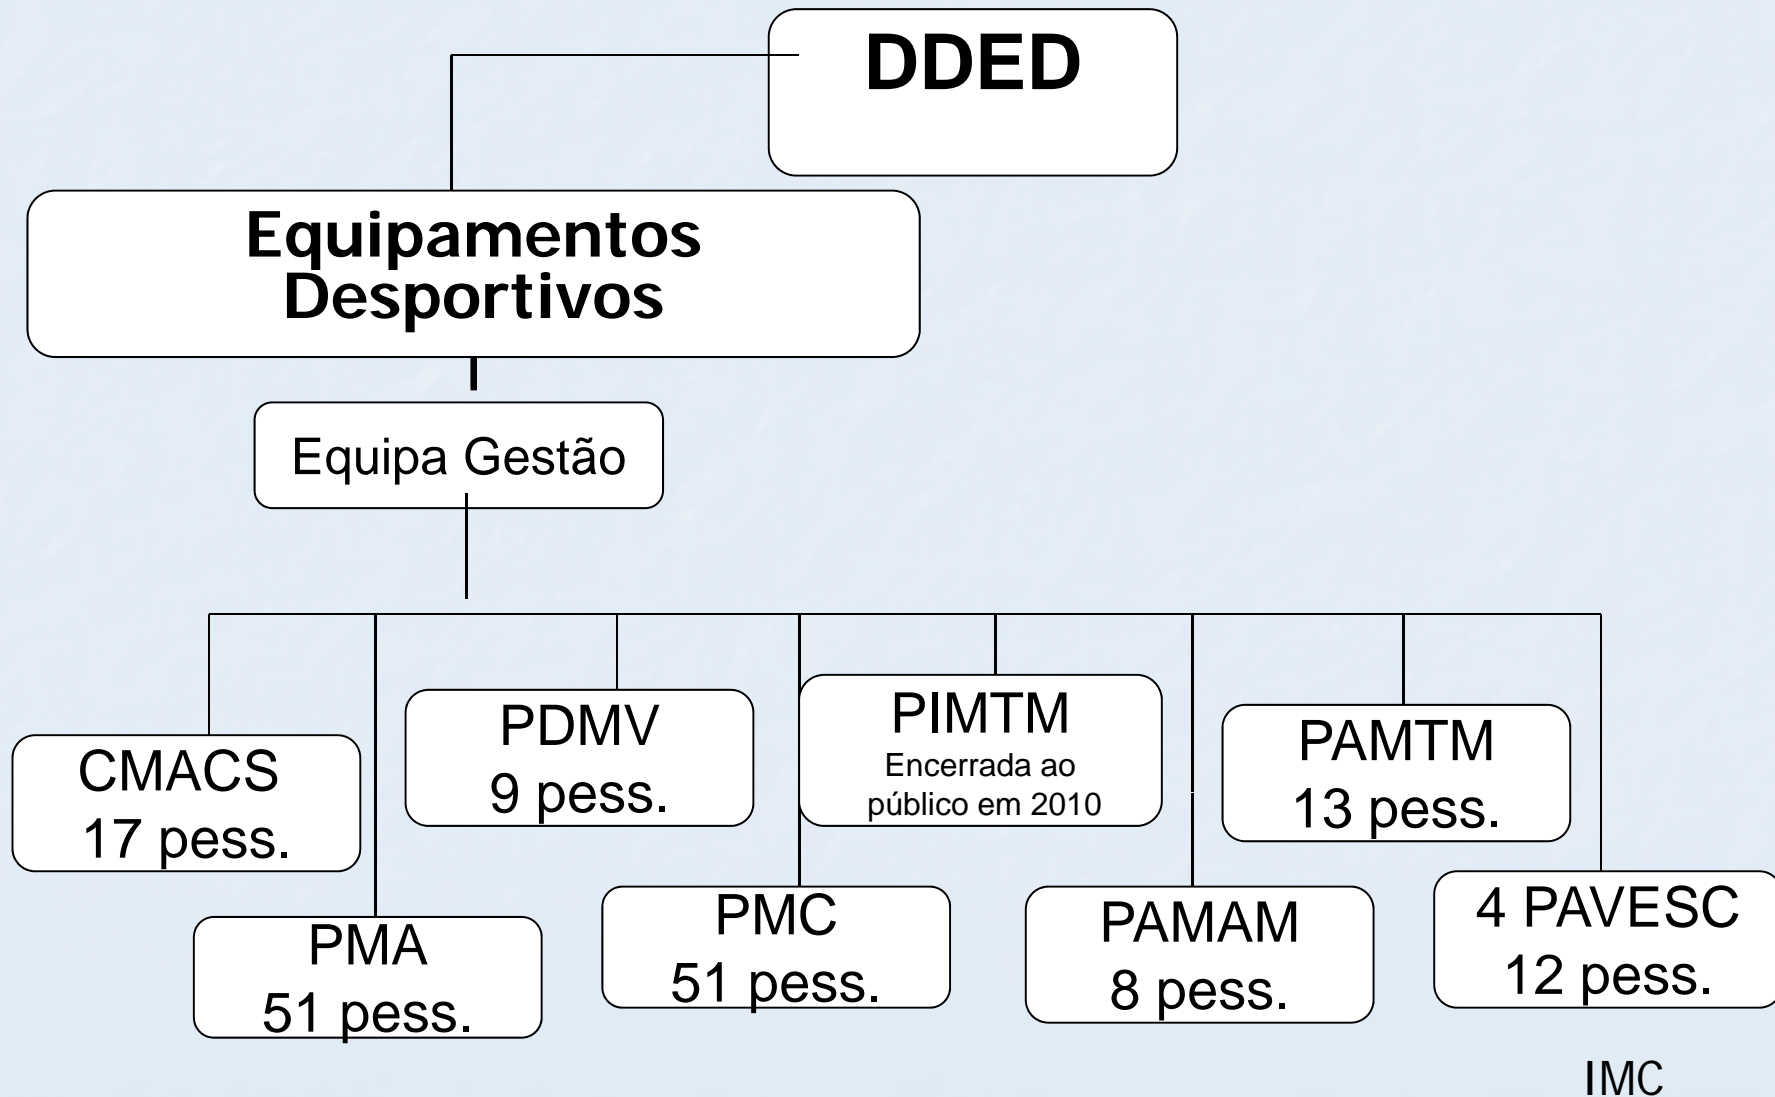 DDED
Equipamentos
Desportivos
Equipa Gestão
CMACS
17 pess.
PMA
51 pess.
PDMV
9 pess.
PMC
51 pess.
PIMTM
Encerrada ao
público em 2010
PAMAM
8 pess.
PAMTM
13 pess.
4 PAVESC
12 pess.
IMC